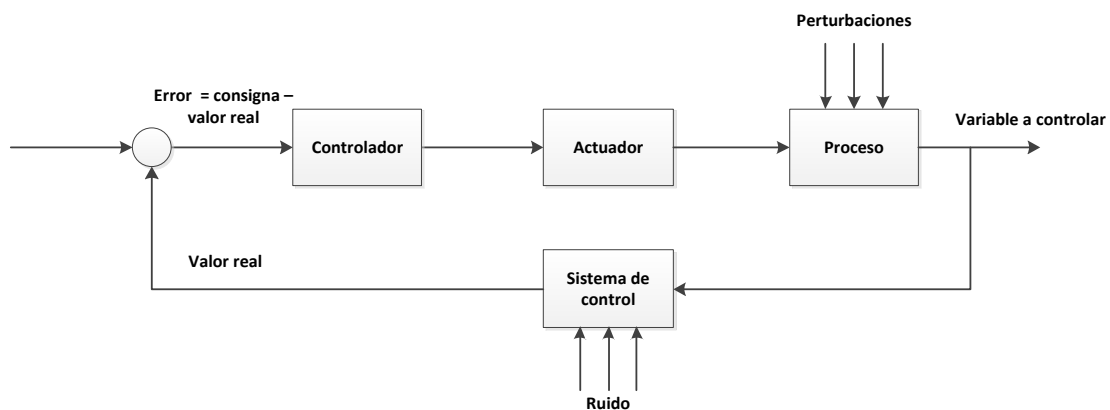 Perturbaciones
Error = consigna –
valor real
Controlador
Actuador
Proceso
Variable a controlar
Valor real
Sistema de
control
Ruido